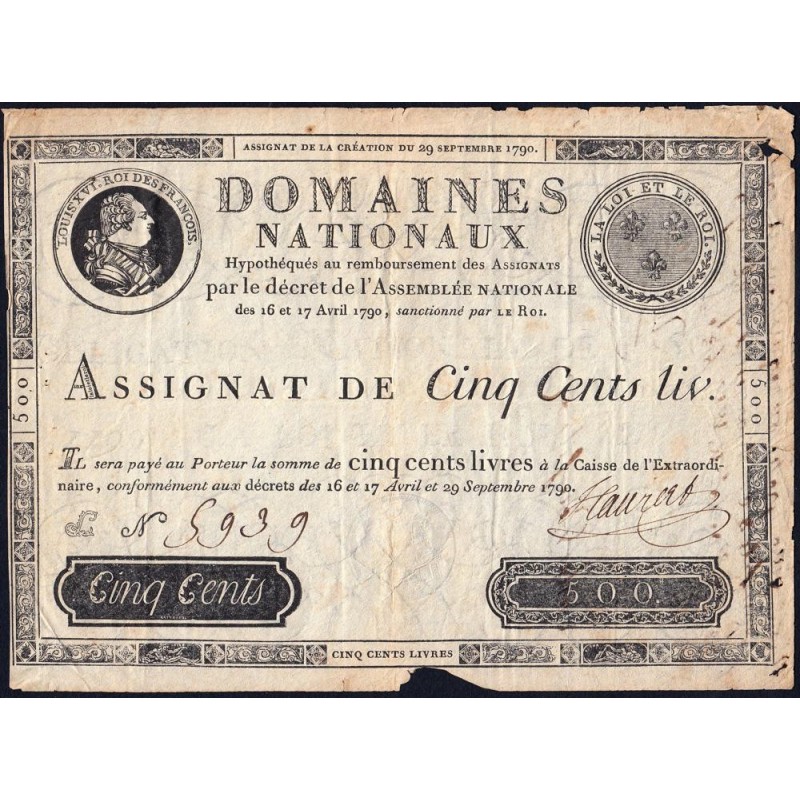 ASSIGNAT DE LA CRÉATION DU 29 SEPTEMBRE 1790.
LOUIS XVI. ROI DES FRANÇOIS.
DOMAINES
NATIONAUX
LA LOI ET LE ROI.
Hypothéqués au remboursement des ASSIGNATS
par le décret de l'ASSEMBLÉE NATIONALE
des 16 et 17 Avril 1790, sanctionné par LE ROI.
500
500
ASSIGNAT DE Cinq Cents liv.
IL sera payé au Porteur la somme de cinq cents livres à la Caisse de l'Extraordi-
naire, conformément aux décrets des 16 et 17 Avril et 29 Septembre 1790.
N 5939
Cinq Cents
500.
CINQ CENTS LIVRES